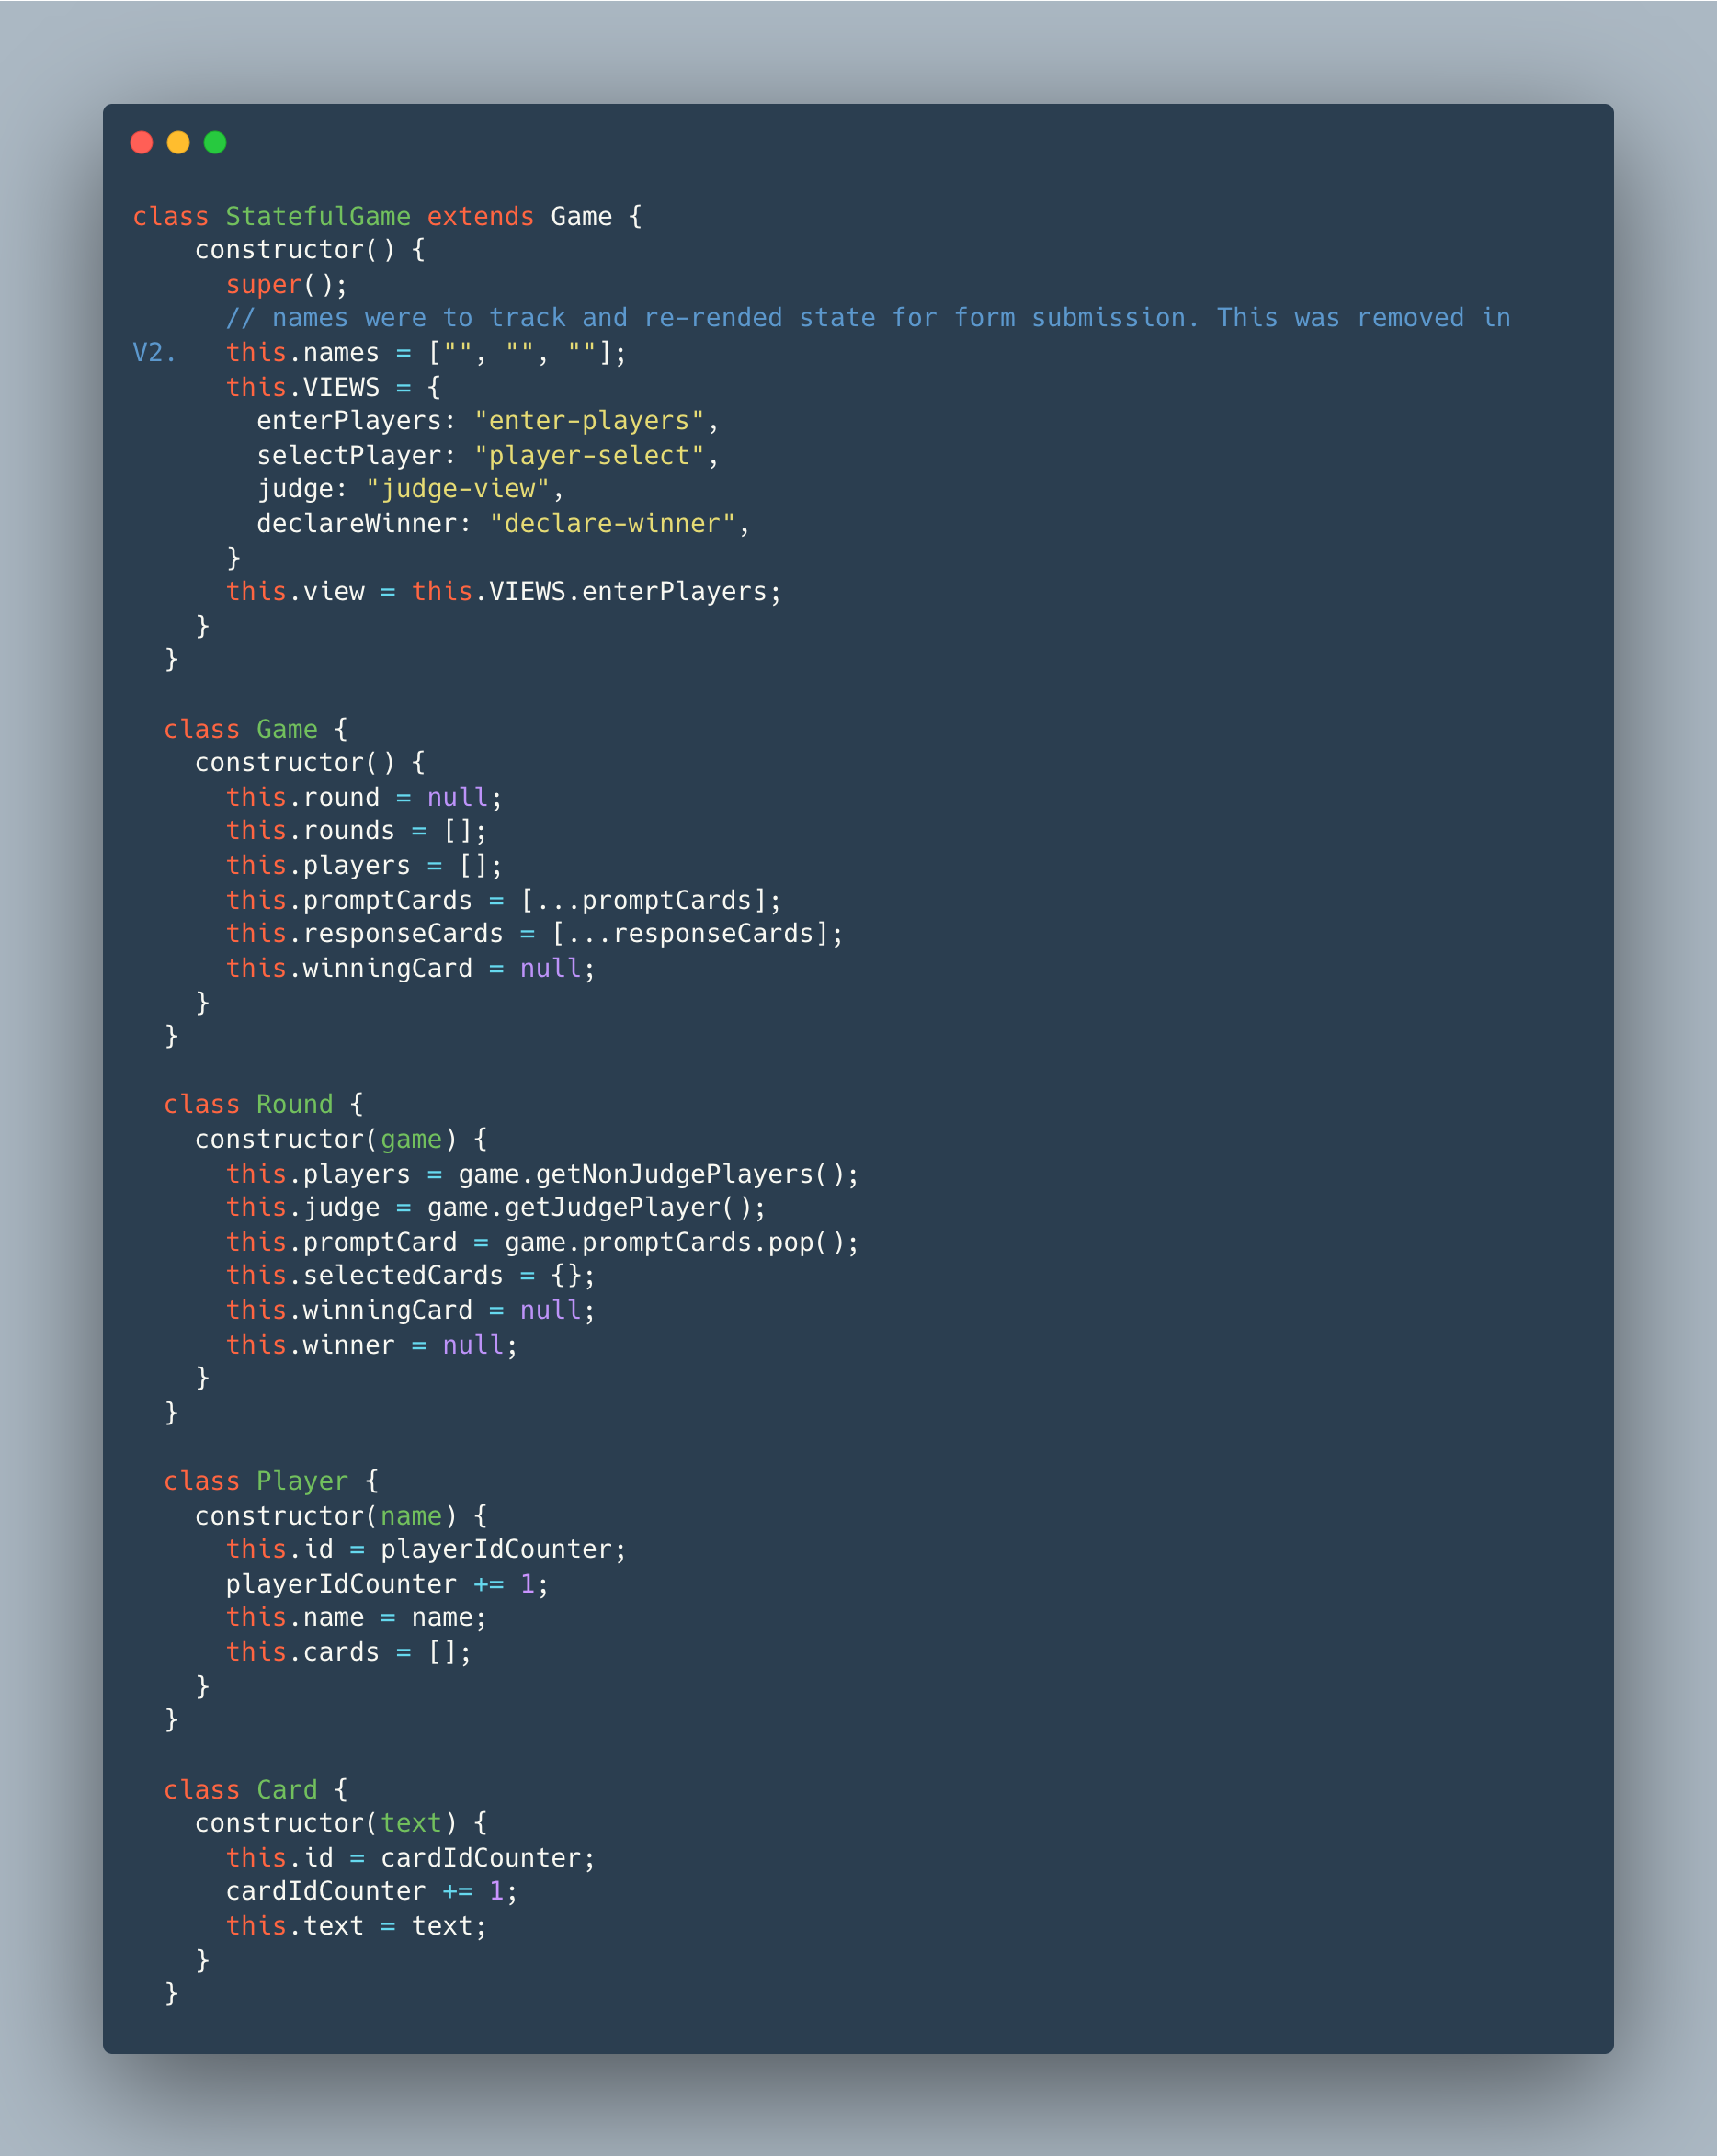 class StatefulGame extends Game {
    constructor() {
      super();
      // names were to track and re-rended state for form submission. This was removed in
V2.   this.names = ["", "", ""];
      this.VIEWS = {
        enterPlayers: "enter-players",
        selectPlayer: "player-select",
        judge: "judge-view",
        declareWinner: "declare-winner",
      }
      this.view = this.VIEWS.enterPlayers;
    }
  }

  class Game {
    constructor() {
      this.round = null;
      this.rounds = [];
      this.players = [];
      this.promptCards = [...promptCards];
      this.responseCards = [...responseCards];
      this.winningCard = null;
    }
  }

  class Round {
    constructor(game) {
      this.players = game.getNonJudgePlayers();
      this.judge = game.getJudgePlayer();
      this.promptCard = game.promptCards.pop();
      this.selectedCards = {};
      this.winningCard = null;
      this.winner = null;
    }
  }

  class Player {
    constructor(name) {
      this.id = playerIdCounter;
      playerIdCounter += 1;
      this.name = name;
      this.cards = [];
    }
  }

  class Card {
    constructor(text) {
      this.id = cardIdCounter;
      cardIdCounter += 1;
      this.text = text;
    }
  }